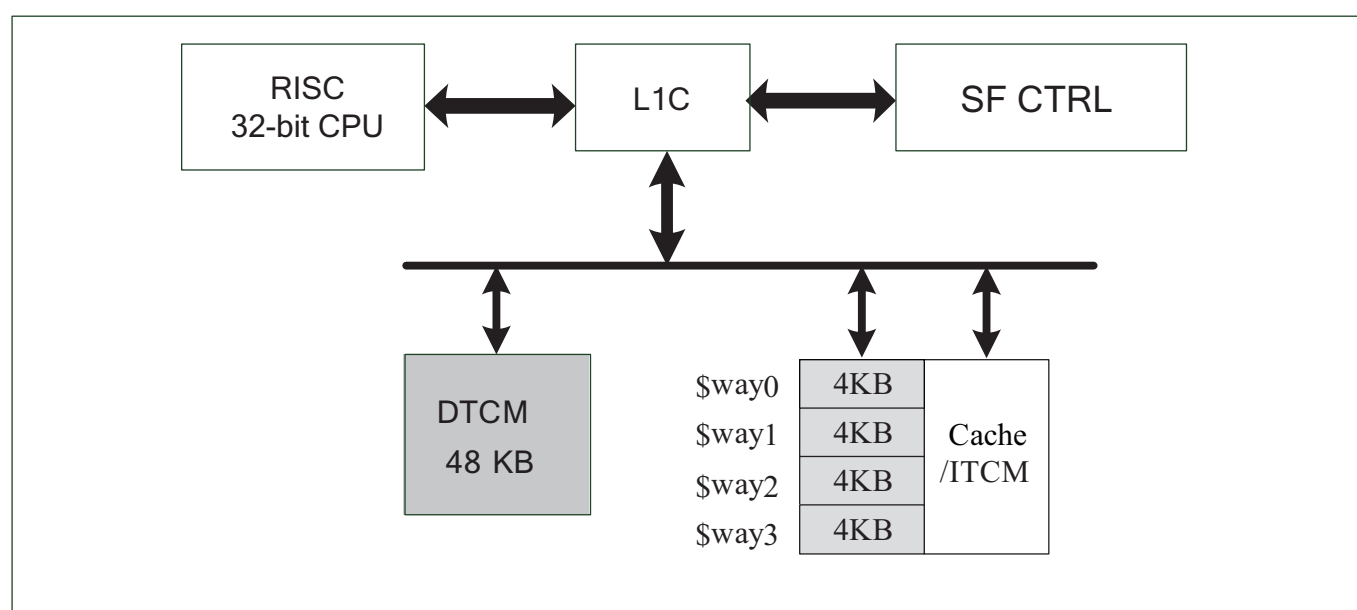 RISC
32-bit CPU
L1C
SF CTRL
DTCM
48 KB
$way0 4KB
$way1 4KB
$way2 4KB
$way3 4KB
Cache
/ITCM